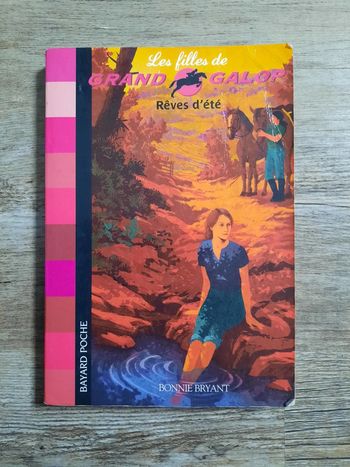 Les filles de
GRAND GALOP
Rêves d'été
BAYARD POCHE
BONNIE BRYANT